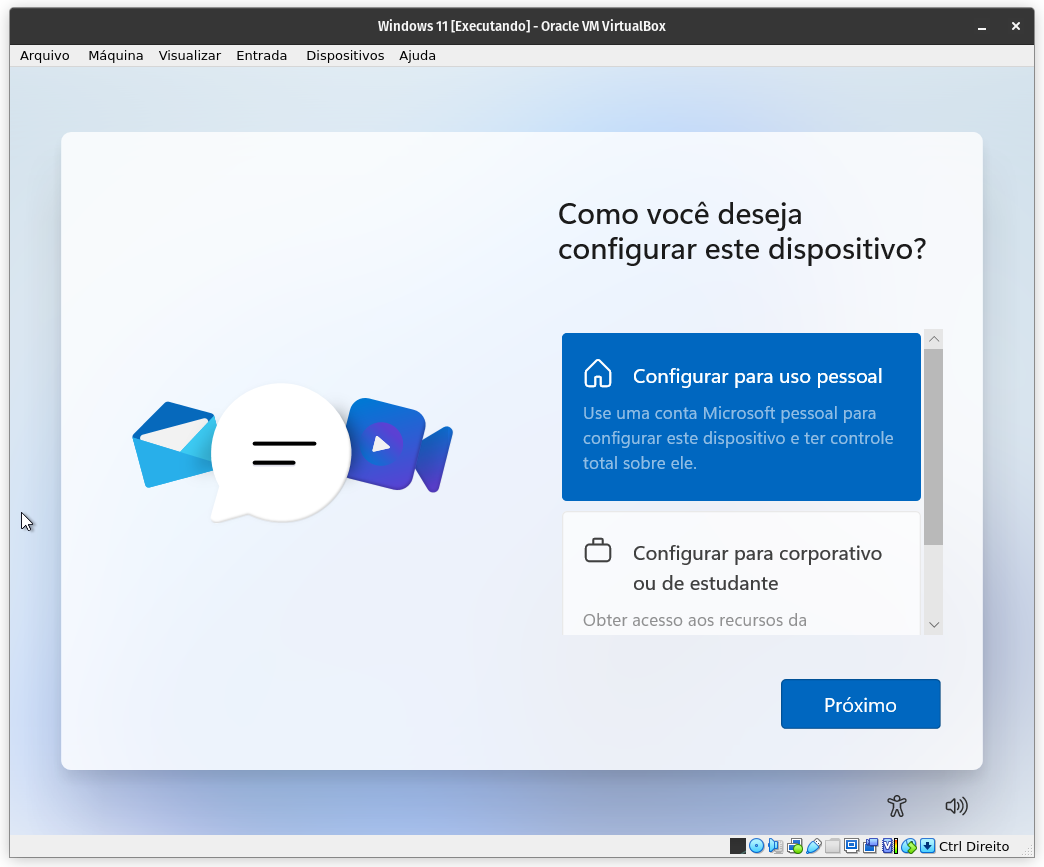 Windows 11 [Executando] - Oracle VM VirtualBox
Arquivo Máquina Visualizar Entrada Dispositivos Ajuda
Como você deseja
configurar este dispositivo?
Configurar para uso pessoal
Use uma conta Microsoft pessoal para
configurar este dispositivo e ter controle
total sobre ele.
Configurar para corporativo
ou de estudante
Obter acesso aos recursos da
Próximo
Ctrl Direito